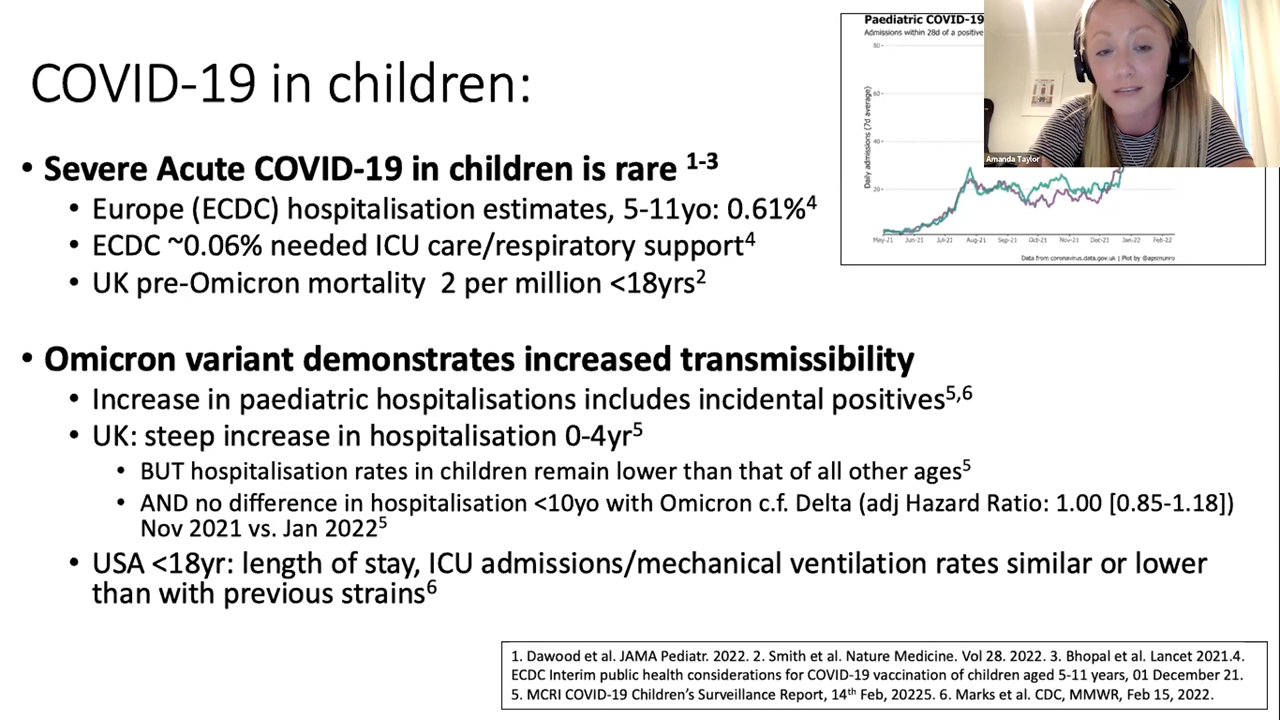 COVID-19 in children:
• Severe Acute COVID-19 in children is rare 1-3
• Europe (ECDC) hospitalisation estimates, 5-11yo: 0.61%4
• ECDC ~0.06% needed ICU care/respiratory support4
• UK pre-Omicron mortality 2 per million <18yrs2
• Omicron variant demonstrates increased transmissibility
• Increase in paediatric hospitalisations includes incidental positives5,6
• UK: steep increase in hospitalisation 0-4yr5
• BUT hospitalisation rates in children remain lower than that of all other ages5
• AND no difference in hospitalisation <10yo with Omicron c.f. Delta (adj Hazard Ratio: 1.00 [0.85-1.18])
Nov 2021 vs. Jan 20225
• USA <18yr: length of stay, ICU admissions/mechanical ventilation rates similar or lower
than with previous strains6
Paediatric COVID-19
Admissions within 28d of a positive
Daily admissions (7d average)
80
60
40
20
May-21 Jun-21 Jul-21 Aug-21 Sep-21 Oct-21 Nov-21 Dec-21 Jan-22 Feb-22
Data from coronavirus.data.gov.uk | Plot by @apsmunro
Amanda Taylor
1. Dawood et al. JAMA Pediatr. 2022. 2. Smith et al. Nature Medicine. Vol 28. 2022. 3. Bhopal et al. Lancet 2021.4.
ECDC Interim public health considerations for COVID-19 vaccination of children aged 5-11 years, 01 December 21.
5. MCRI COVID-19 Children's Surveillance Report, 14th Feb, 20225. 6. Marks et al. CDC, MMWR, Feb 15, 2022.